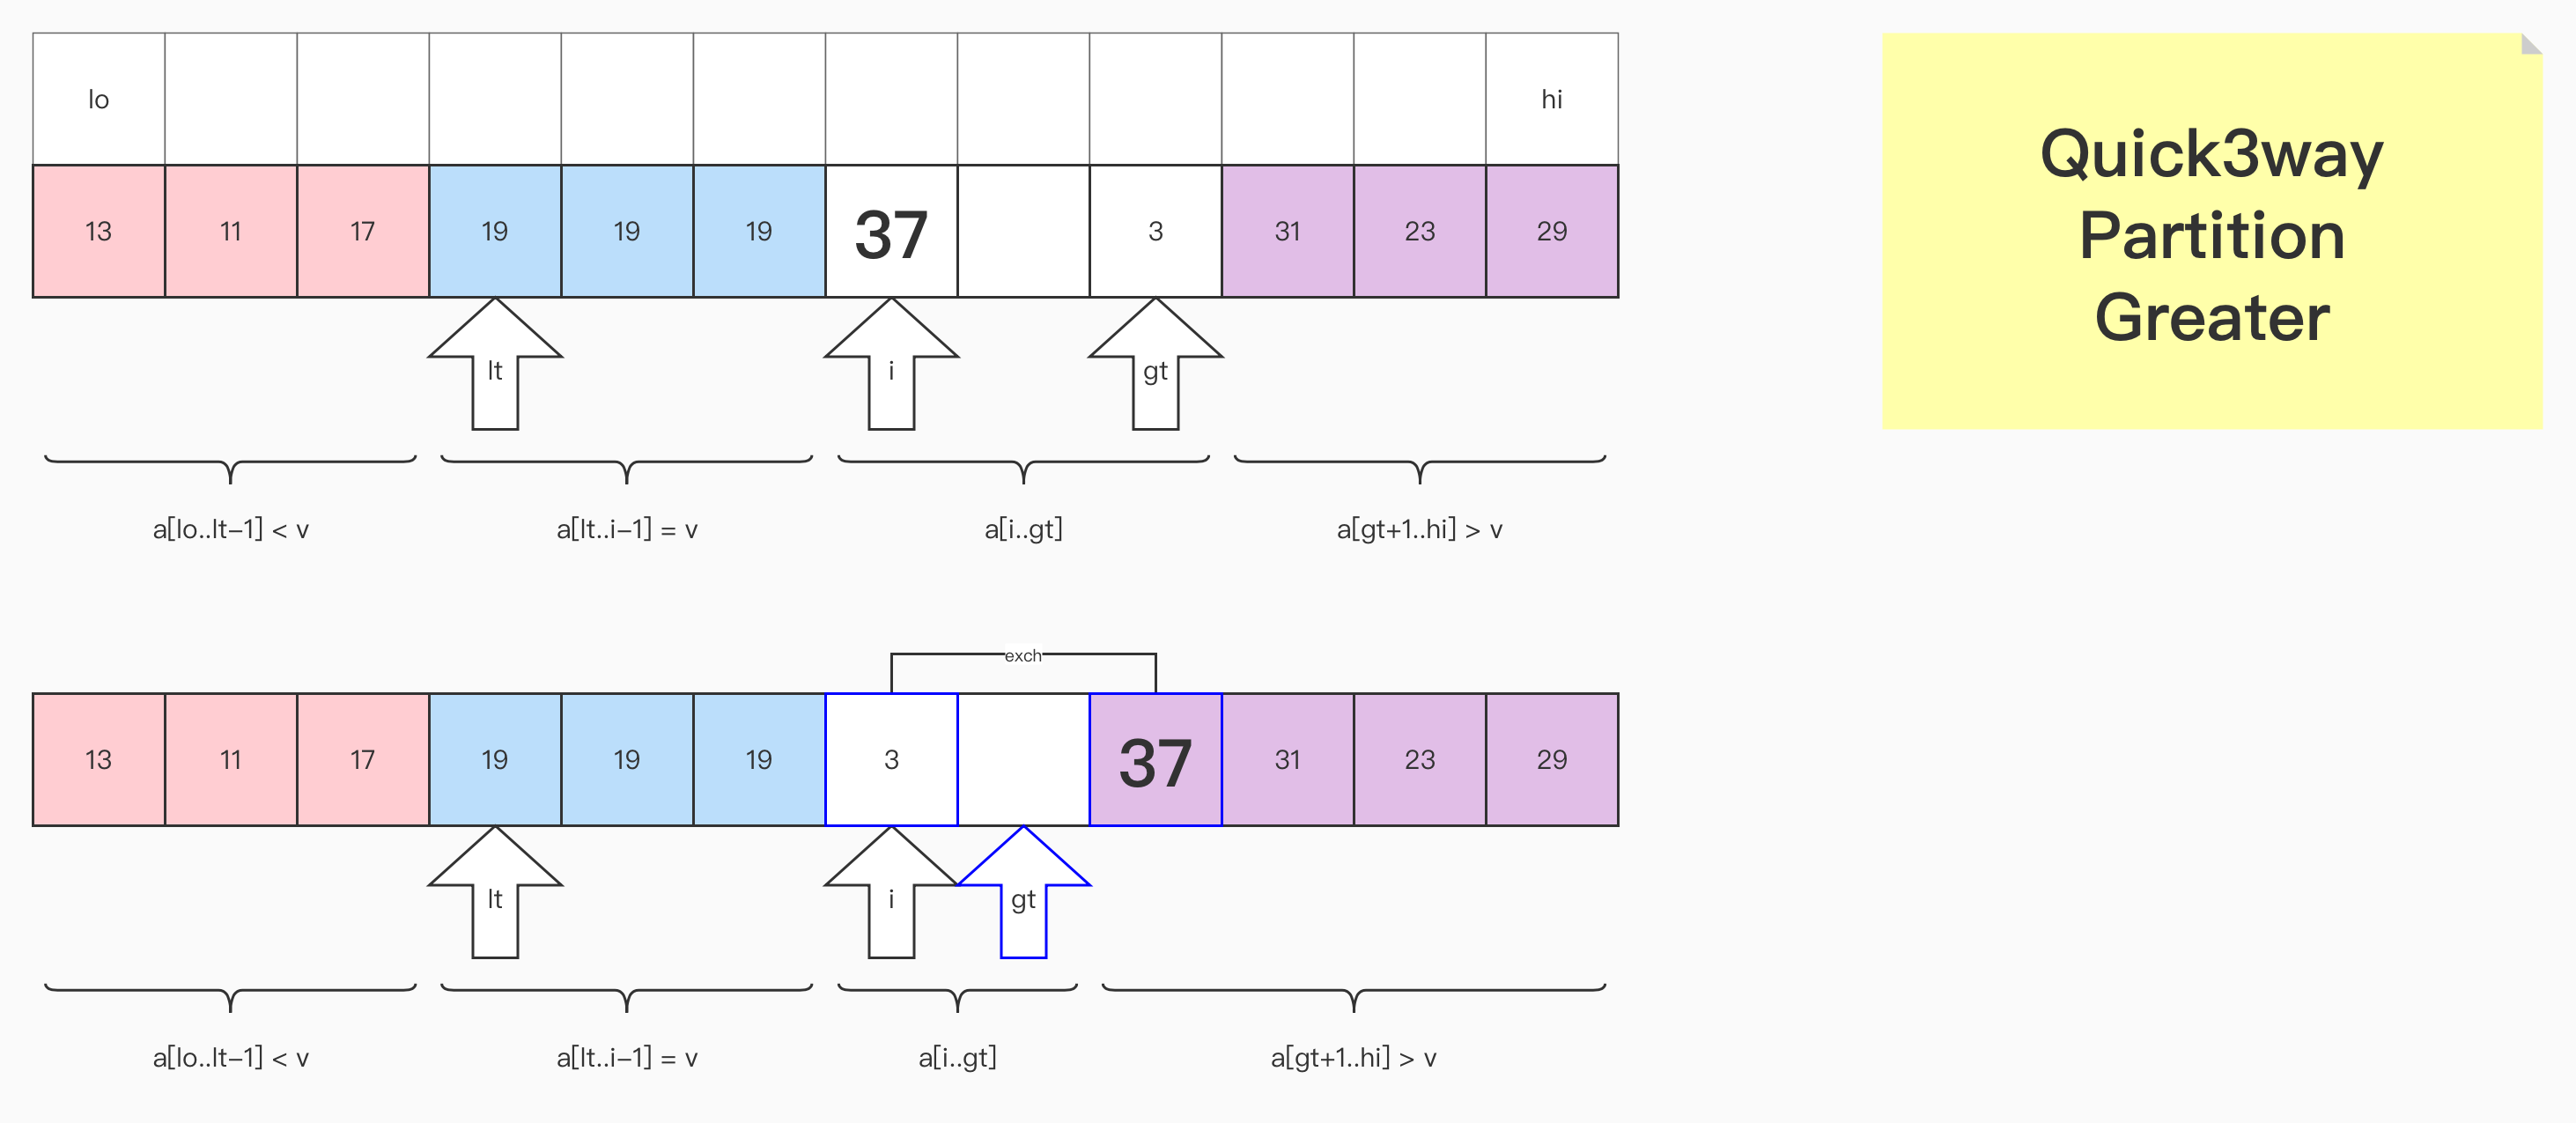 lo hi
Quick3way
Partition
Greater
13 11 17 19 19 19 37 3 31 23 29
lt i gt
a[lo..lt−1] < v a[lt..i−1] = v a[i..gt] a[gt+1..hi] > v
exch
13 11 17 19 19 19 3 37 31 23 29
lt i gt
a[lo..lt−1] < v a[lt..i−1] = v a[i..gt] a[gt+1..hi] > v